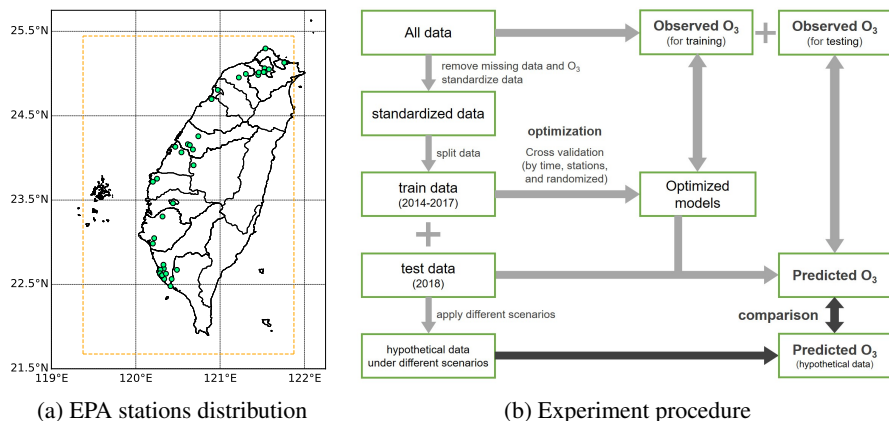 25.5°N
24.5°N
23.5°N
22.5°N
21.5°N
119°E
120°E
121°E
122°E
(a) EPA stations distribution
All data
Observed O3
(for training)
Observed O3
(for testing)
remove missing data and O3
standardize data
standardized data
optimization
split data
Cross validation
(by time, stations,
and randomized)
train data
(2014-2017)
Optimized
models
test data
(2018)
Predicted O3
apply different scenarios
comparison
hypothetical data
under different scenarios
Predicted O3
(hypothetical data)
(b) Experiment procedure